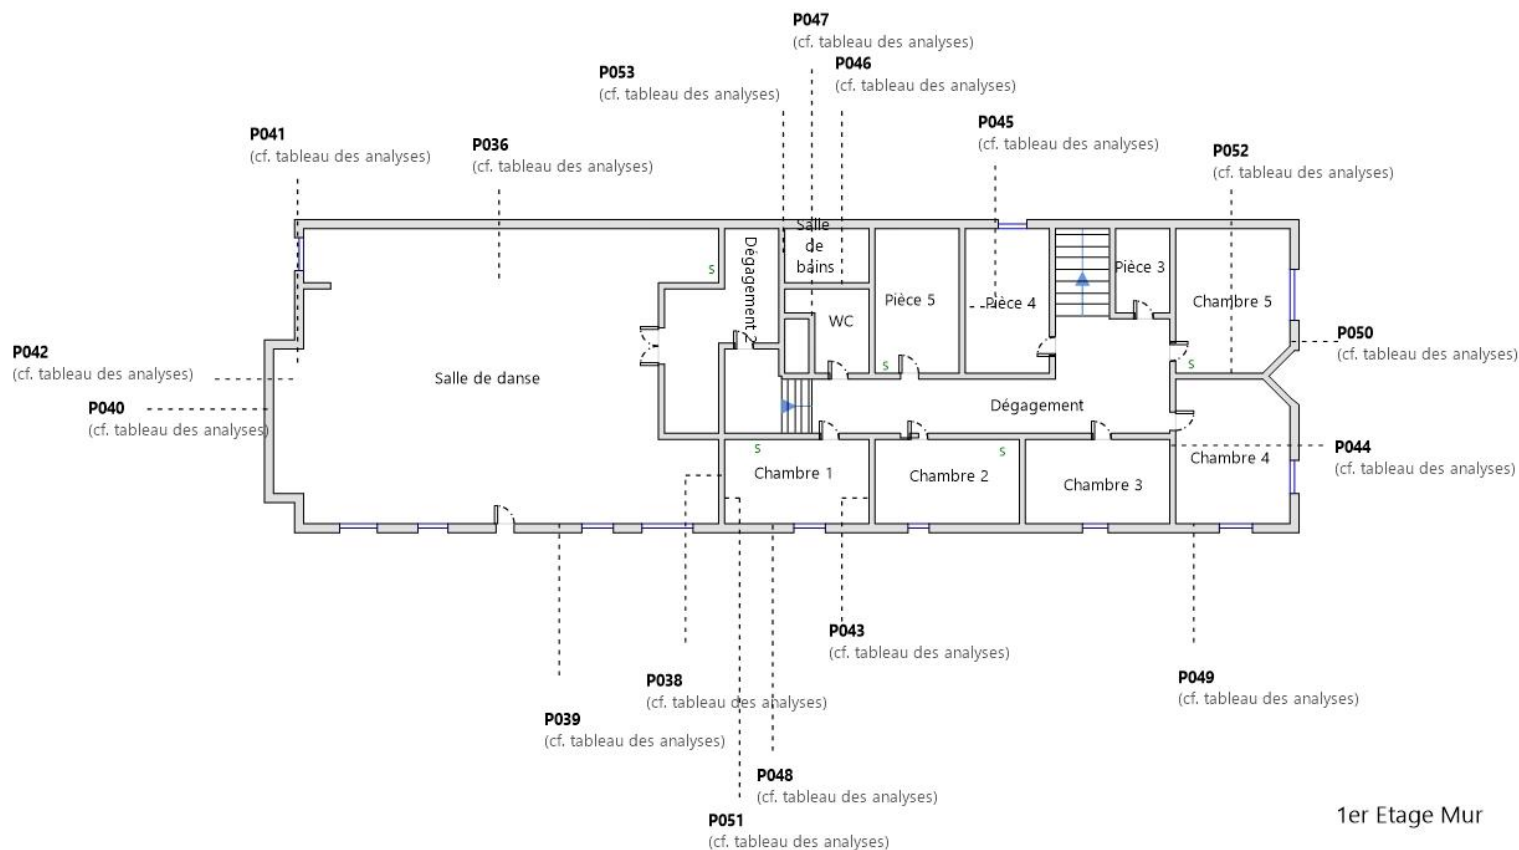 P047
(cf. tableau des analyses)
P046
(cf. tableau des analyses)
P053
(cf. tableau des analyses)
P045
(cf. tableau des analyses)
P041
(cf. tableau des analyses)
P036
(cf. tableau des analyses)
P052
(cf. tableau des analyses)
Salle
de
bains
Dégagement 2
S
Pièce 3
Pièce 5
Pièce 4
Chambre 5
WC
P050
(cf. tableau des analyses)
P042
(cf. tableau des analyses)
S
S
Salle de danse
P040
(cf. tableau des analyses)
Dégagement
S
S
P044
(cf. tableau des analyses)
Chambre 1
Chambre 2
Chambre 3
Chambre 4
P043
(cf. tableau des analyses)
P038
(cf. tableau des analyses)
P049
(cf. tableau des analyses)
P039
(cf. tableau des analyses)
P048
(cf. tableau des analyses)
P051
(cf. tableau des analyses)
1er Etage Mur